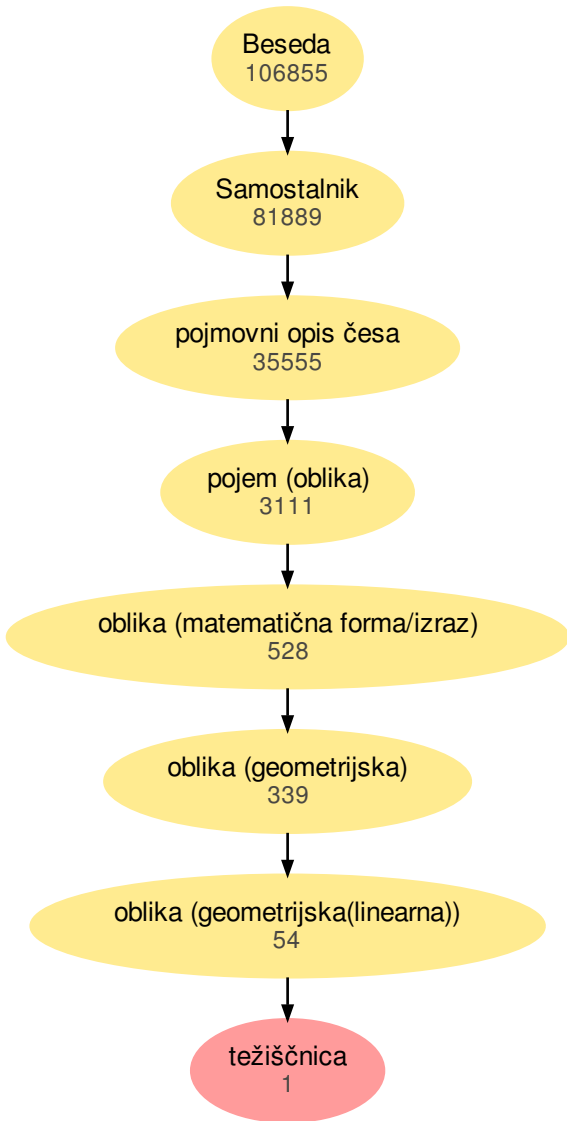 Beseda
106855
Samostalnik
81889
pojmovni opis česa
35555
pojem (oblika)
3111
oblika (matematična forma/izraz)
528
oblika (geometrijska)
339
oblika (geometrijska(linearna))
54
težiščnica
1